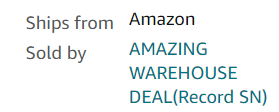 Ships from Amazon
Sold by AMAZING
WAREHOUSE
DEAL(Record SN)